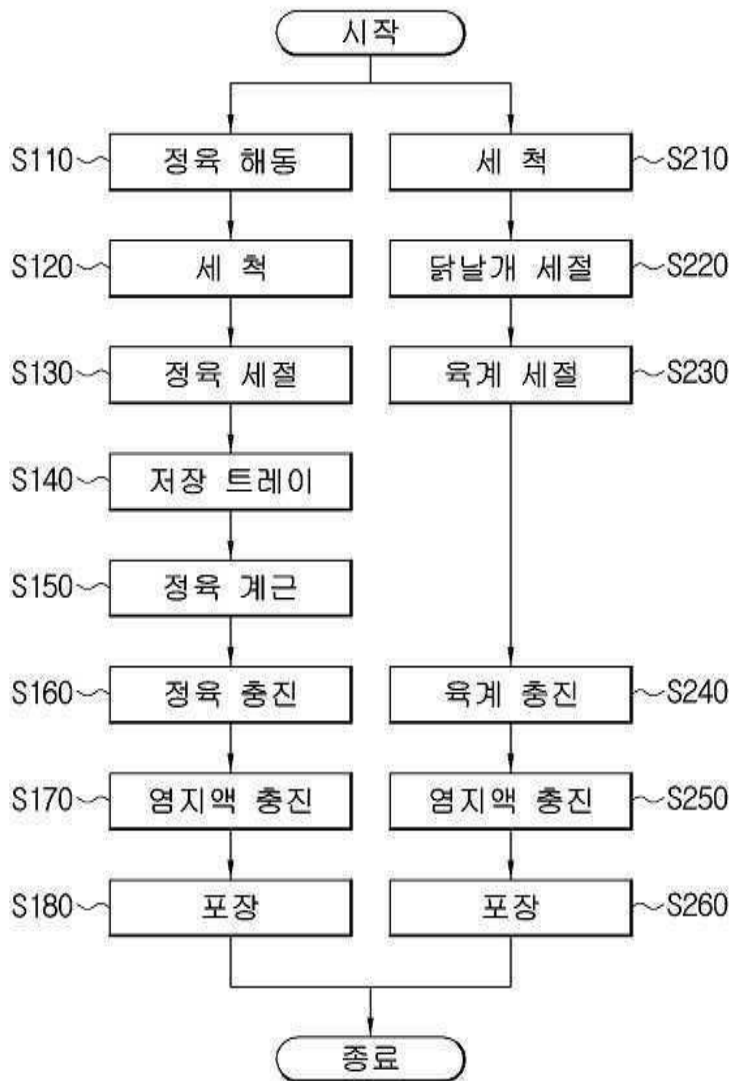 시작
S110 정육 해동 세 척 S210
S120 세 척 닭날개 세절 S220
S130 정육 세절 육계 세절 S230
S140 저장 트레이
S150 정육 계근
S160 정육 충진 육계 충진 S240
S170 염지액 충진 염지액 충진 S250
S180 포장 포장 S260
종료